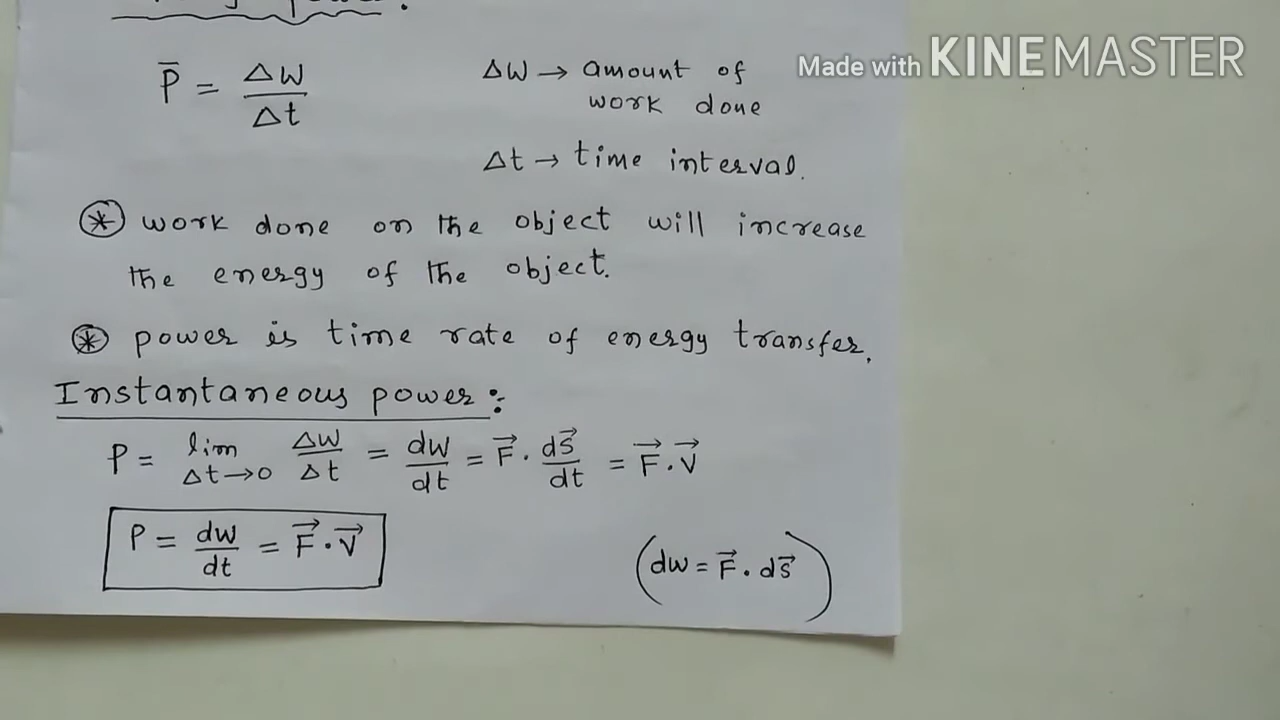 P̄ = ΔW/Δt
ΔW → amount of
work done
Δt → time interval.
Made with KINEMASTER
⊛ work done on the object will increase
the energy of the object.
⊛ power is time rate of energy transfer.
Instantaneous power:
P = lim Δt→0 ΔW/Δt = dW/dt = F⃗ . ds⃗/dt = F⃗ . V⃗
P = dW/dt = F⃗ . V⃗
(dW = F⃗ . ds⃗)